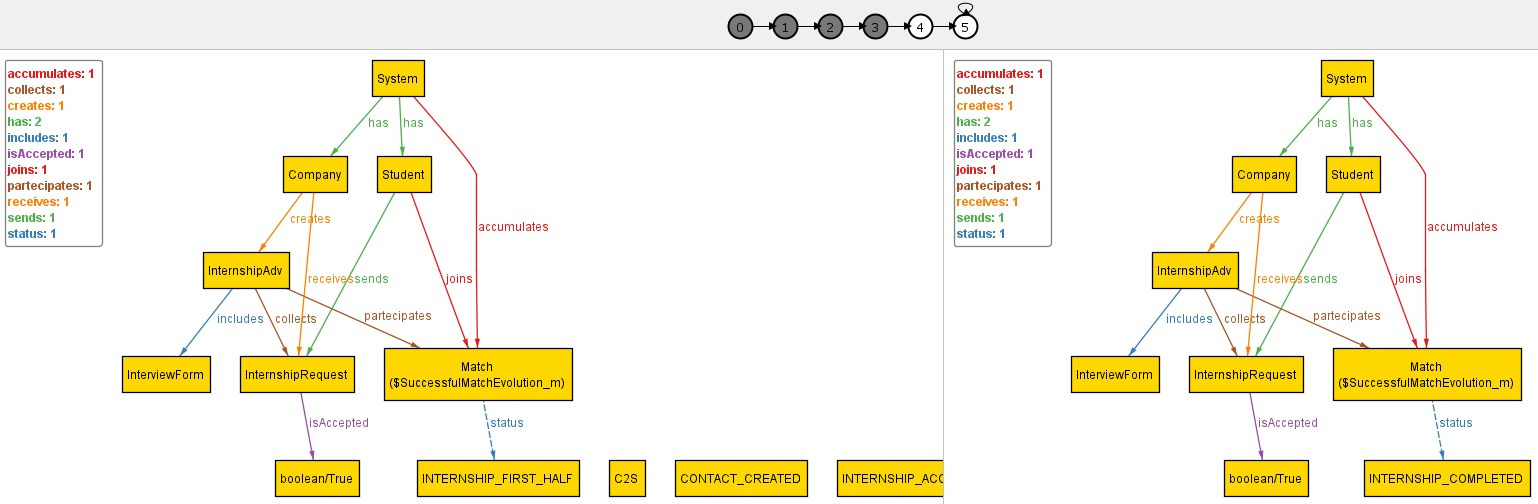 0 1 2 3 4 5
accumulates: 1
collects: 1
creates: 1
has: 2
includes: 1
isAccepted: 1
joins: 1
partecipates: 1
receives: 1
sends: 1
status: 1
System
has has
Company Student
creates
accumulates
InternshipAdv
receives sends joins
includes collects partecipates
InterviewForm InternshipRequest
Match
($SuccessfulMatchEvolution_m)
isAccepted status
boolean/True INTERNSHIP_FIRST_HALF C2S CONTACT_CREATED INTERNSHIP_ACC
accumulates: 1
collects: 1
creates: 1
has: 2
includes: 1
isAccepted: 1
joins: 1
partecipates: 1
receives: 1
sends: 1
status: 1
System
has has
Company Student
creates
accumulates
InternshipAdv
receives sends joins
includes collects partecipates
InterviewForm InternshipRequest
Match
($SuccessfulMatchEvolution_m)
isAccepted status
boolean/True INTERNSHIP_COMPLETED